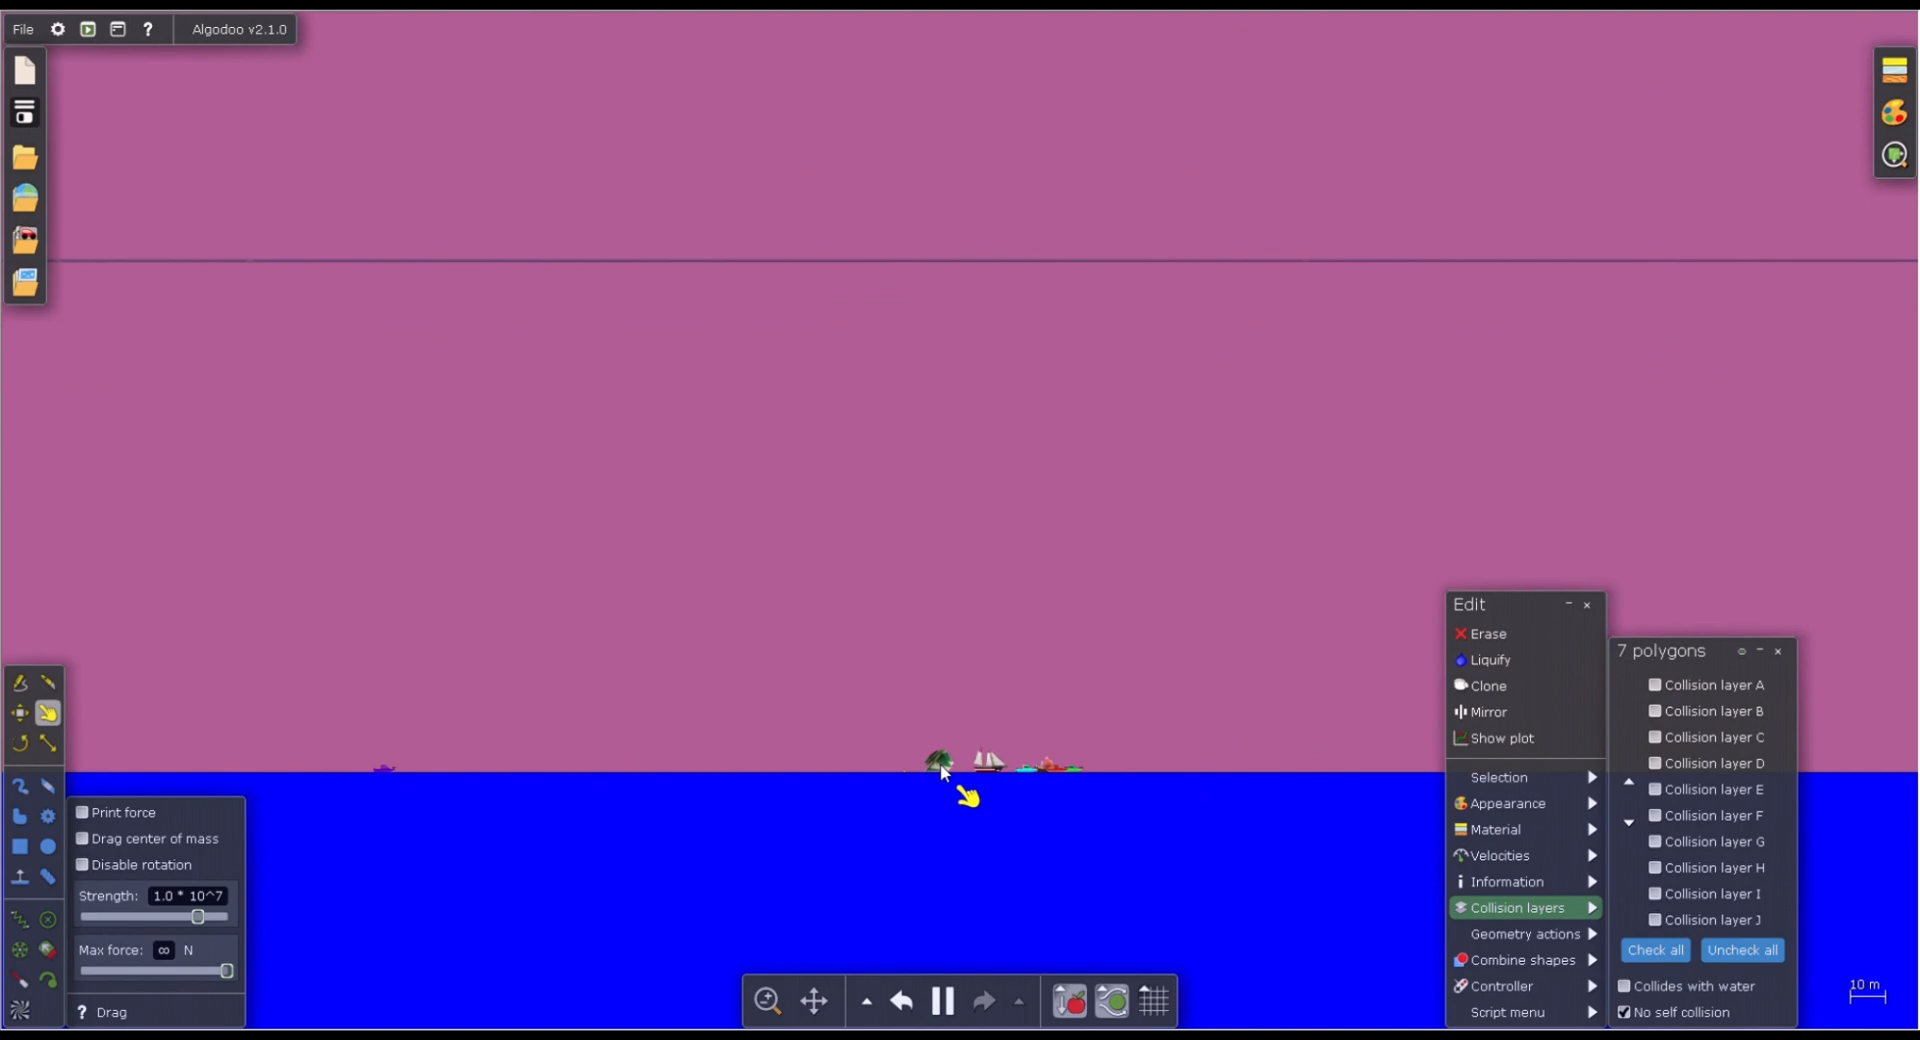 File
?
Algodoo v2.1.0
Edit
Erase
Liquify
Clone
Mirror
Show plot
Selection
Appearance
Material
Velocities
Information
Collision layers
Geometry actions
Combine shapes
Controller
Script menu
7 polygons
Collision layer A
Collision layer B
Collision layer C
Collision layer D
Collision layer E
Collision layer F
Collision layer G
Collision layer H
Collision layer I
Collision layer J
Check all
Uncheck all
Collides with water
No self collision
Print force
Drag center of mass
Disable rotation
Strength: 1.0 * 10^7
Max force: ∞ N
? Drag
10 m